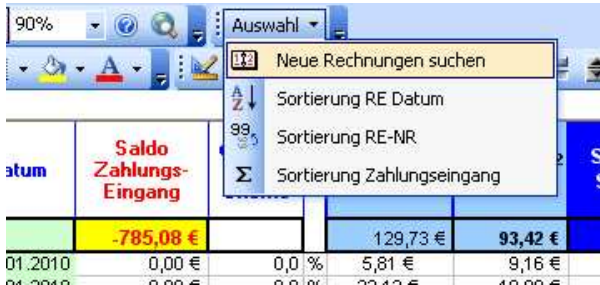 90% Auswahl
Neue Rechnungen suchen
Sortierung RE Datum
Sortierung RE-NR
Sortierung Zahlungseingang
atum
Saldo
Zahlungs-
Eingang
-785,08 € 129,73 € 93,42 €
01.2010 0,00 € 0,0 % 5,81 € 9,16 €